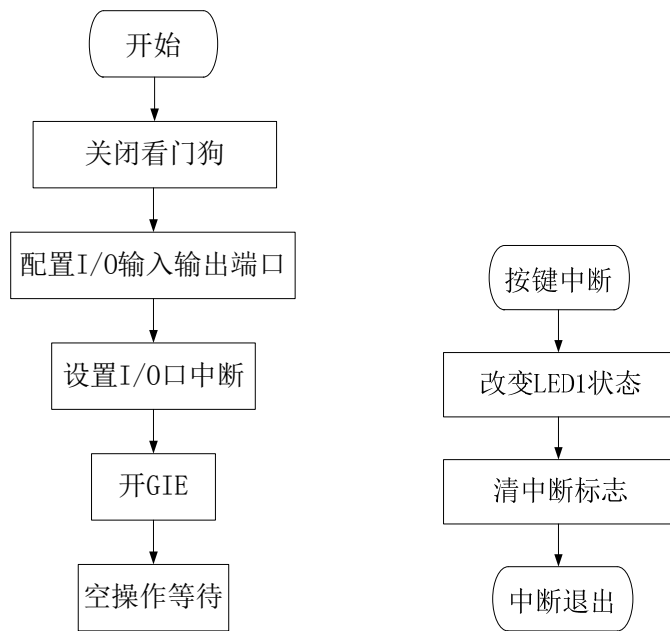 开始
关闭看门狗
配置I/O输入输出端口
设置I/O口中断
开GIE
空操作等待
按键中断
改变LED1状态
清中断标志
中断退出